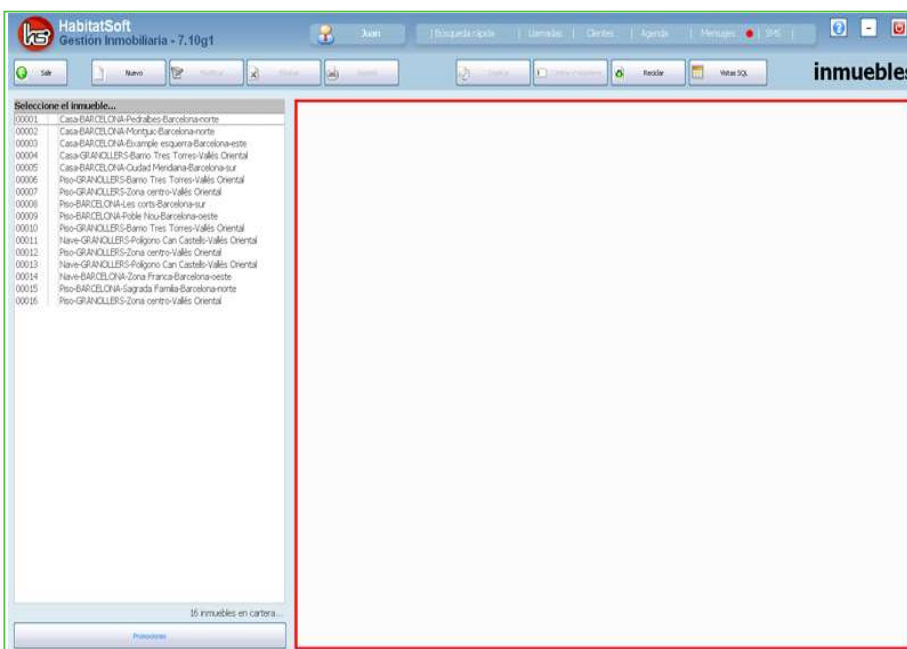 HabitatSoft
Gestión Inmobiliaria - 7.10g1
Juan
| Búsqueda rápida | Llamadas | Clientes | Agenda | Mensajes | SMS |
Salir Nuevo Modificar Eliminar Imprimir Duplicar Reciclar Vistas SQL
inmuebles
Seleccione el inmueble...
00001 Casa-BARCELONA-Pedralbes-Barcelona-norte
00002 Casa-BARCELONA-Montjuic-Barcelona-norte
00003 Casa-BARCELONA-Eixample esquerra-Barcelona-este
00004 Casa-GRANOLLERS-Barrio Tres Torres-Vallés Oriental
00005 Casa-BARCELONA-Ciudad Meridiana-Barcelona-sur
00006 Piso-GRANOLLERS-Barrio Tres Torres-Vallés Oriental
00007 Piso-GRANOLLERS-Zona centro-Vallés Oriental
00008 Piso-BARCELONA-Les corts-Barcelona-sur
00009 Piso-BARCELONA-Poble Nou-Barcelona-oeste
00010 Piso-GRANOLLERS-Barrio Tres Torres-Vallés Oriental
00011 Nave-GRANOLLERS-Polígono Can Castells-Vallés Oriental
00012 Piso-GRANOLLERS-Zona centro-Vallés Oriental
00013 Nave-GRANOLLERS-Polígono Can Castells-Vallés Oriental
00014 Nave-BARCELONA-Zona Franca-Barcelona-oeste
00015 Piso-BARCELONA-Sagrada Familia-Barcelona-norte
00016 Piso-GRANOLLERS-Zona centro-Vallés Oriental
16 inmuebles en cartera...
Promociones